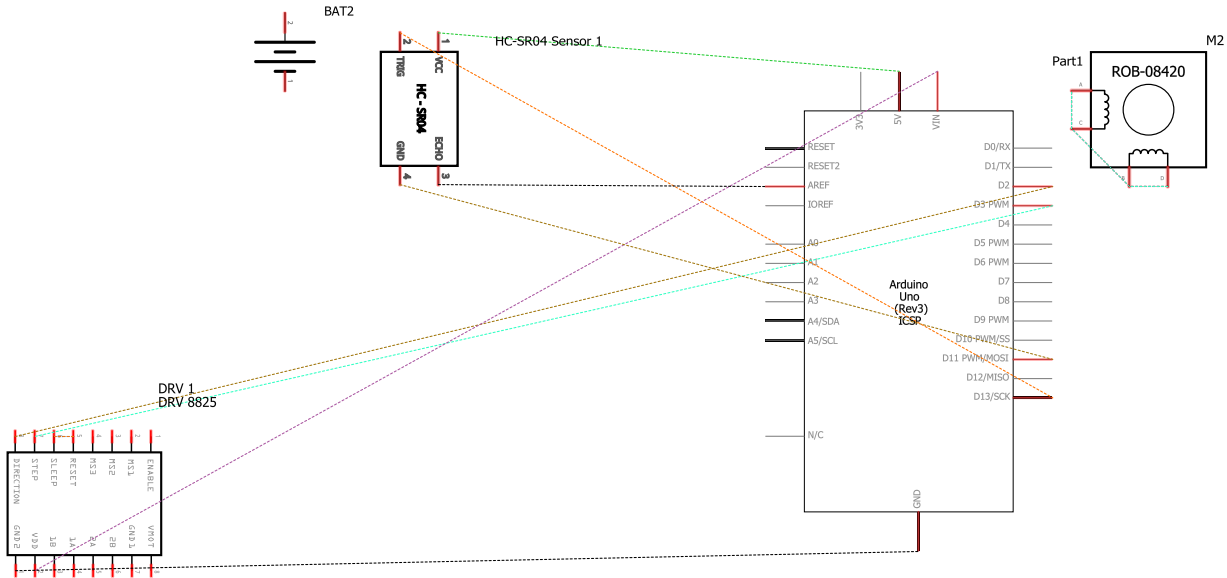 BAT2
2
1
HC-SR04 Sensor 1
2
1
TRIG
VCC
HC - SR04
GND
ECHO
4
3
M2
Part1
ROB-08420
A
C
B
D
3V3
5V
VIN
RESET
RESET2
AREF
IOREF
A0
A1
A2
A3
A4/SDA
A5/SCL
N/C
D0/RX
D1/TX
D2
D3 PWM
D4
D5 PWM
D6 PWM
D7
D8
D9 PWM
D10 PWM/SS
D11 PWM/MOSI
D12/MISO
D13/SCK
Arduino
Uno
(Rev3)
ICSP
GND
DRV 1
DRV 8825
DIRECTION
STEP
SLEEP
RESET
MS3
MS2
MS1
ENABLE
GND2
VDD
1B
1A
2A
2B
GND1
VMOT